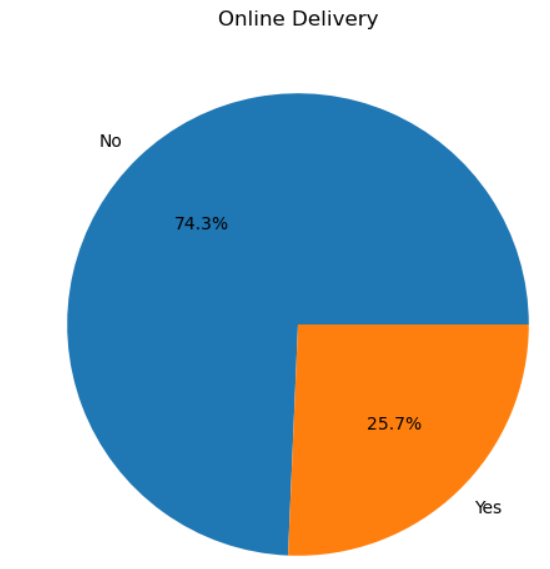 Online Delivery
No
74.3%
25.7%
Yes